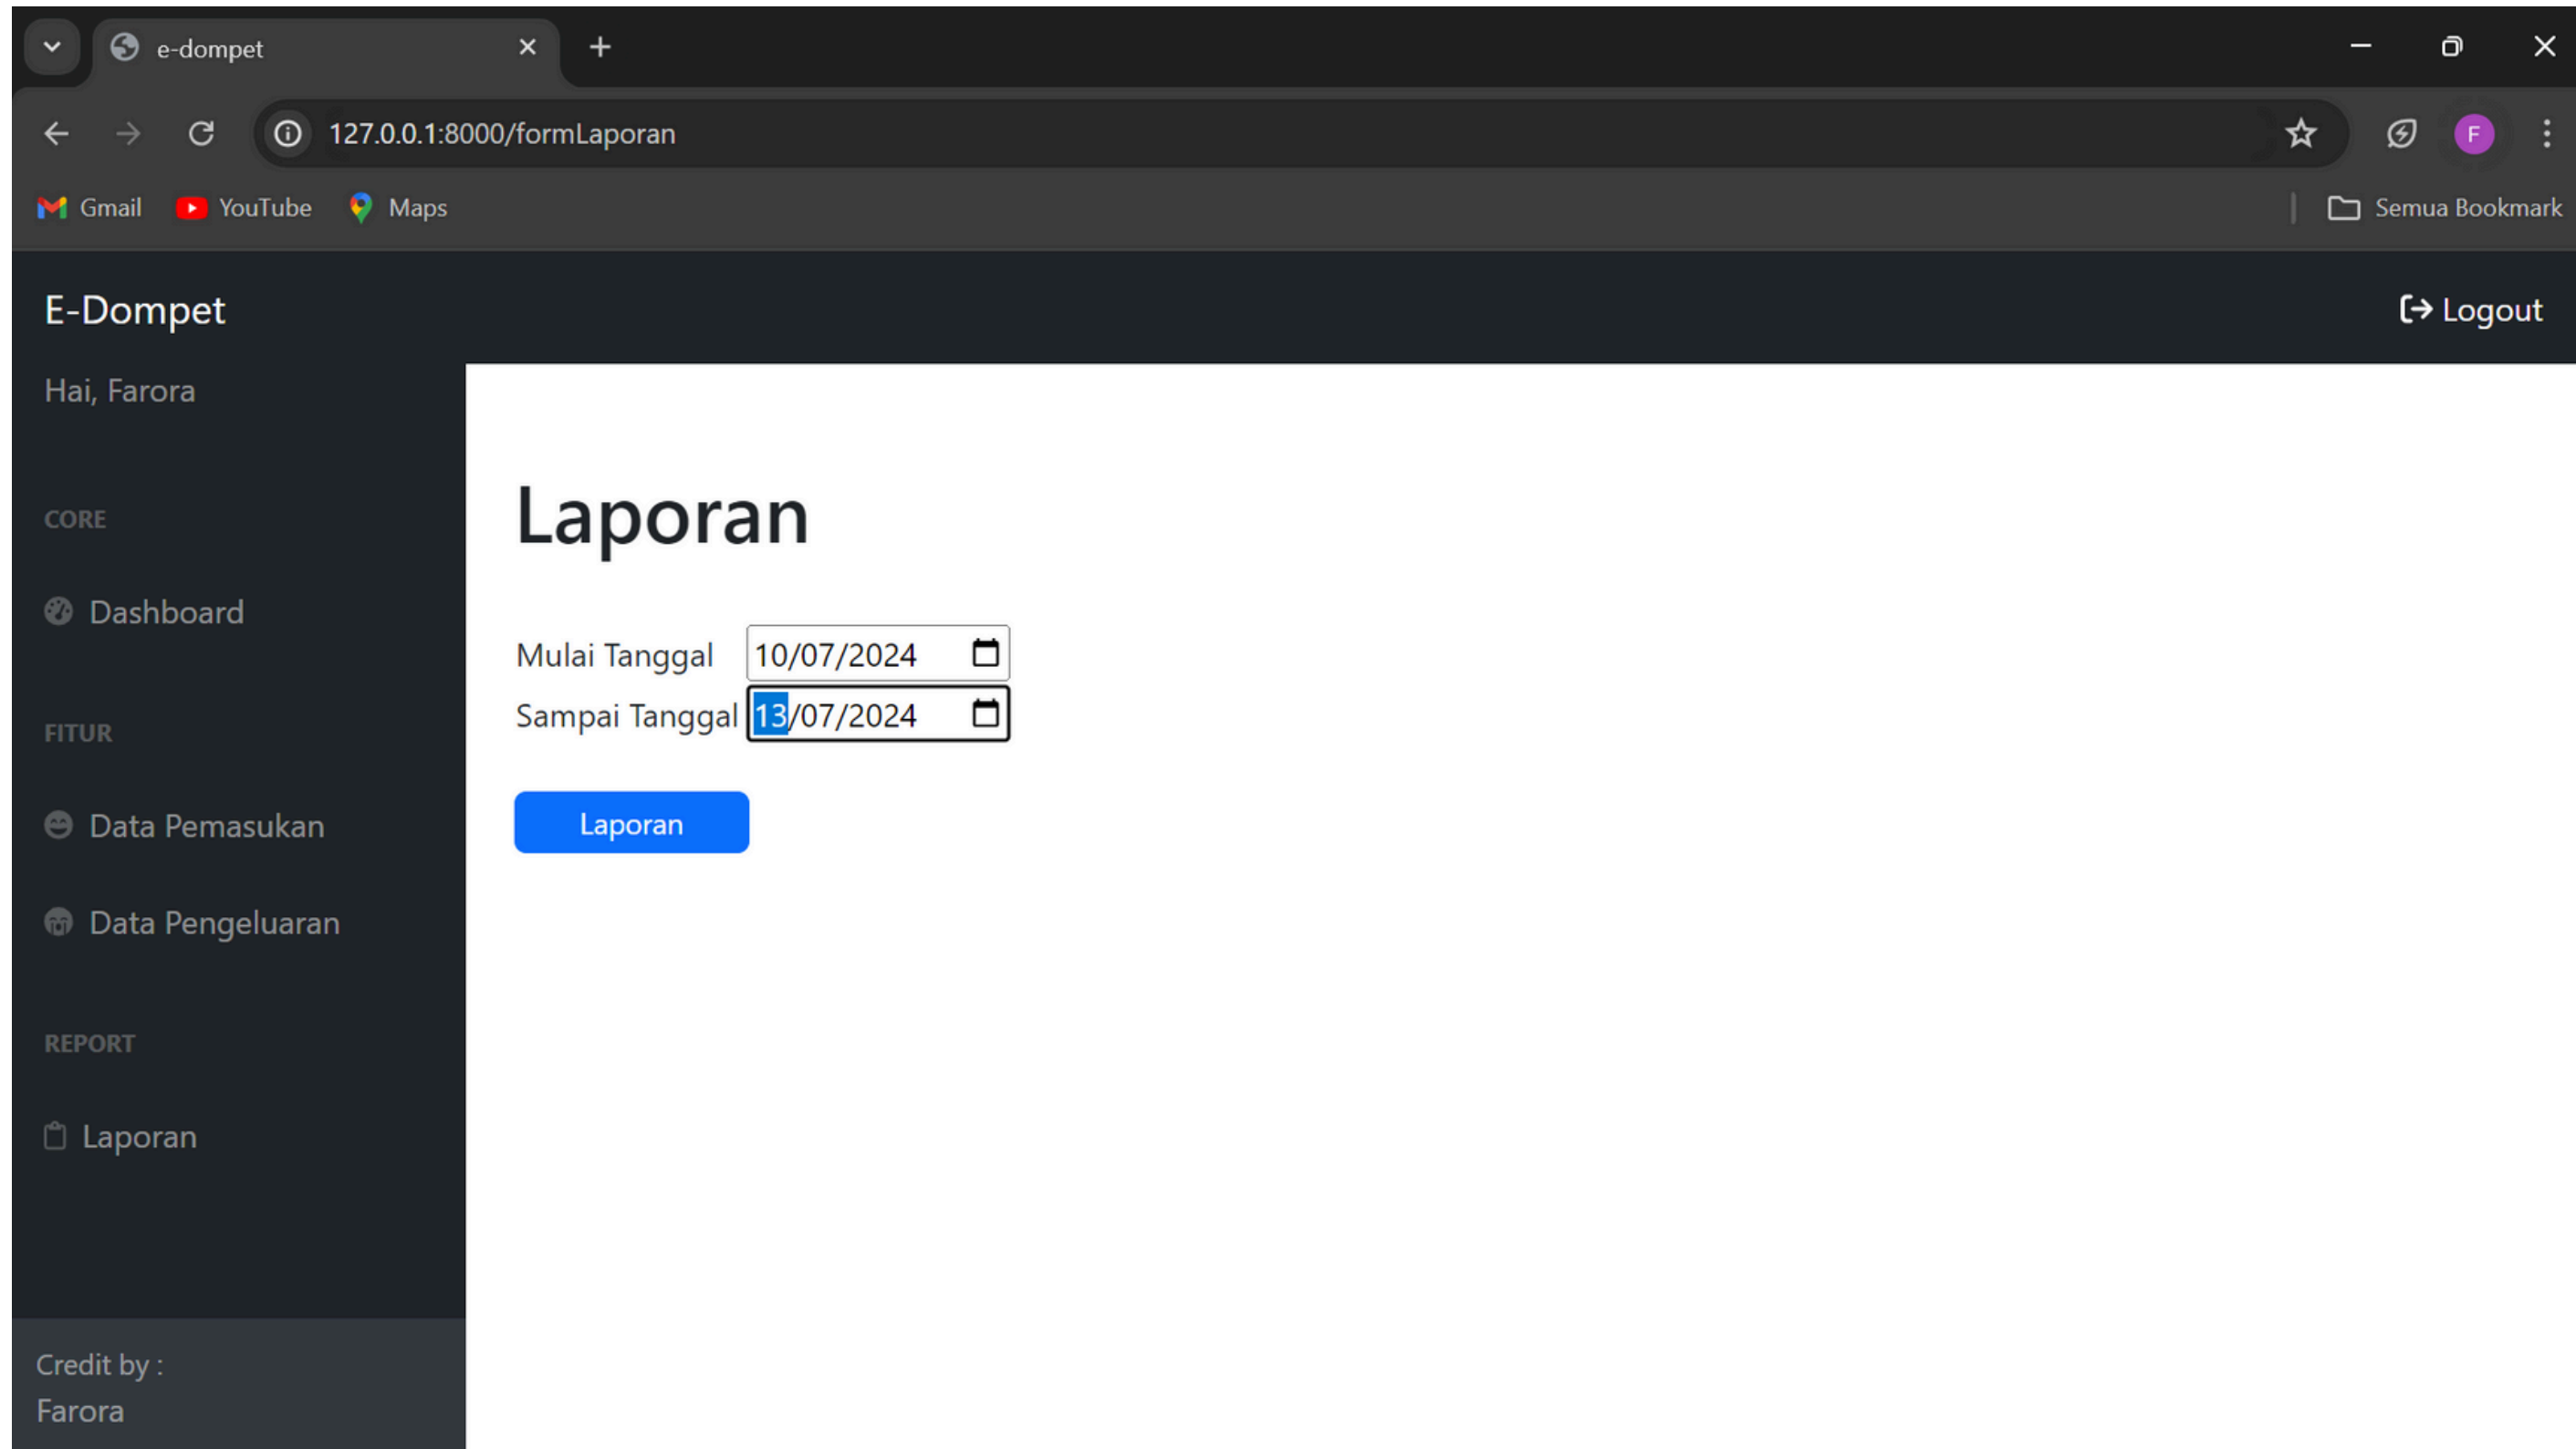 e-dompet
127.0.0.1:8000/formLaporan
F
Gmail YouTube Maps Semua Bookmark
E-Dompet Logout
Hai, Farora
CORE
Dashboard
FITUR
Data Pemasukan
Data Pengeluaran
REPORT
Laporan
Credit by :
Farora
Laporan
Mulai Tanggal 10/07/2024
Sampai Tanggal 13/07/2024
Laporan